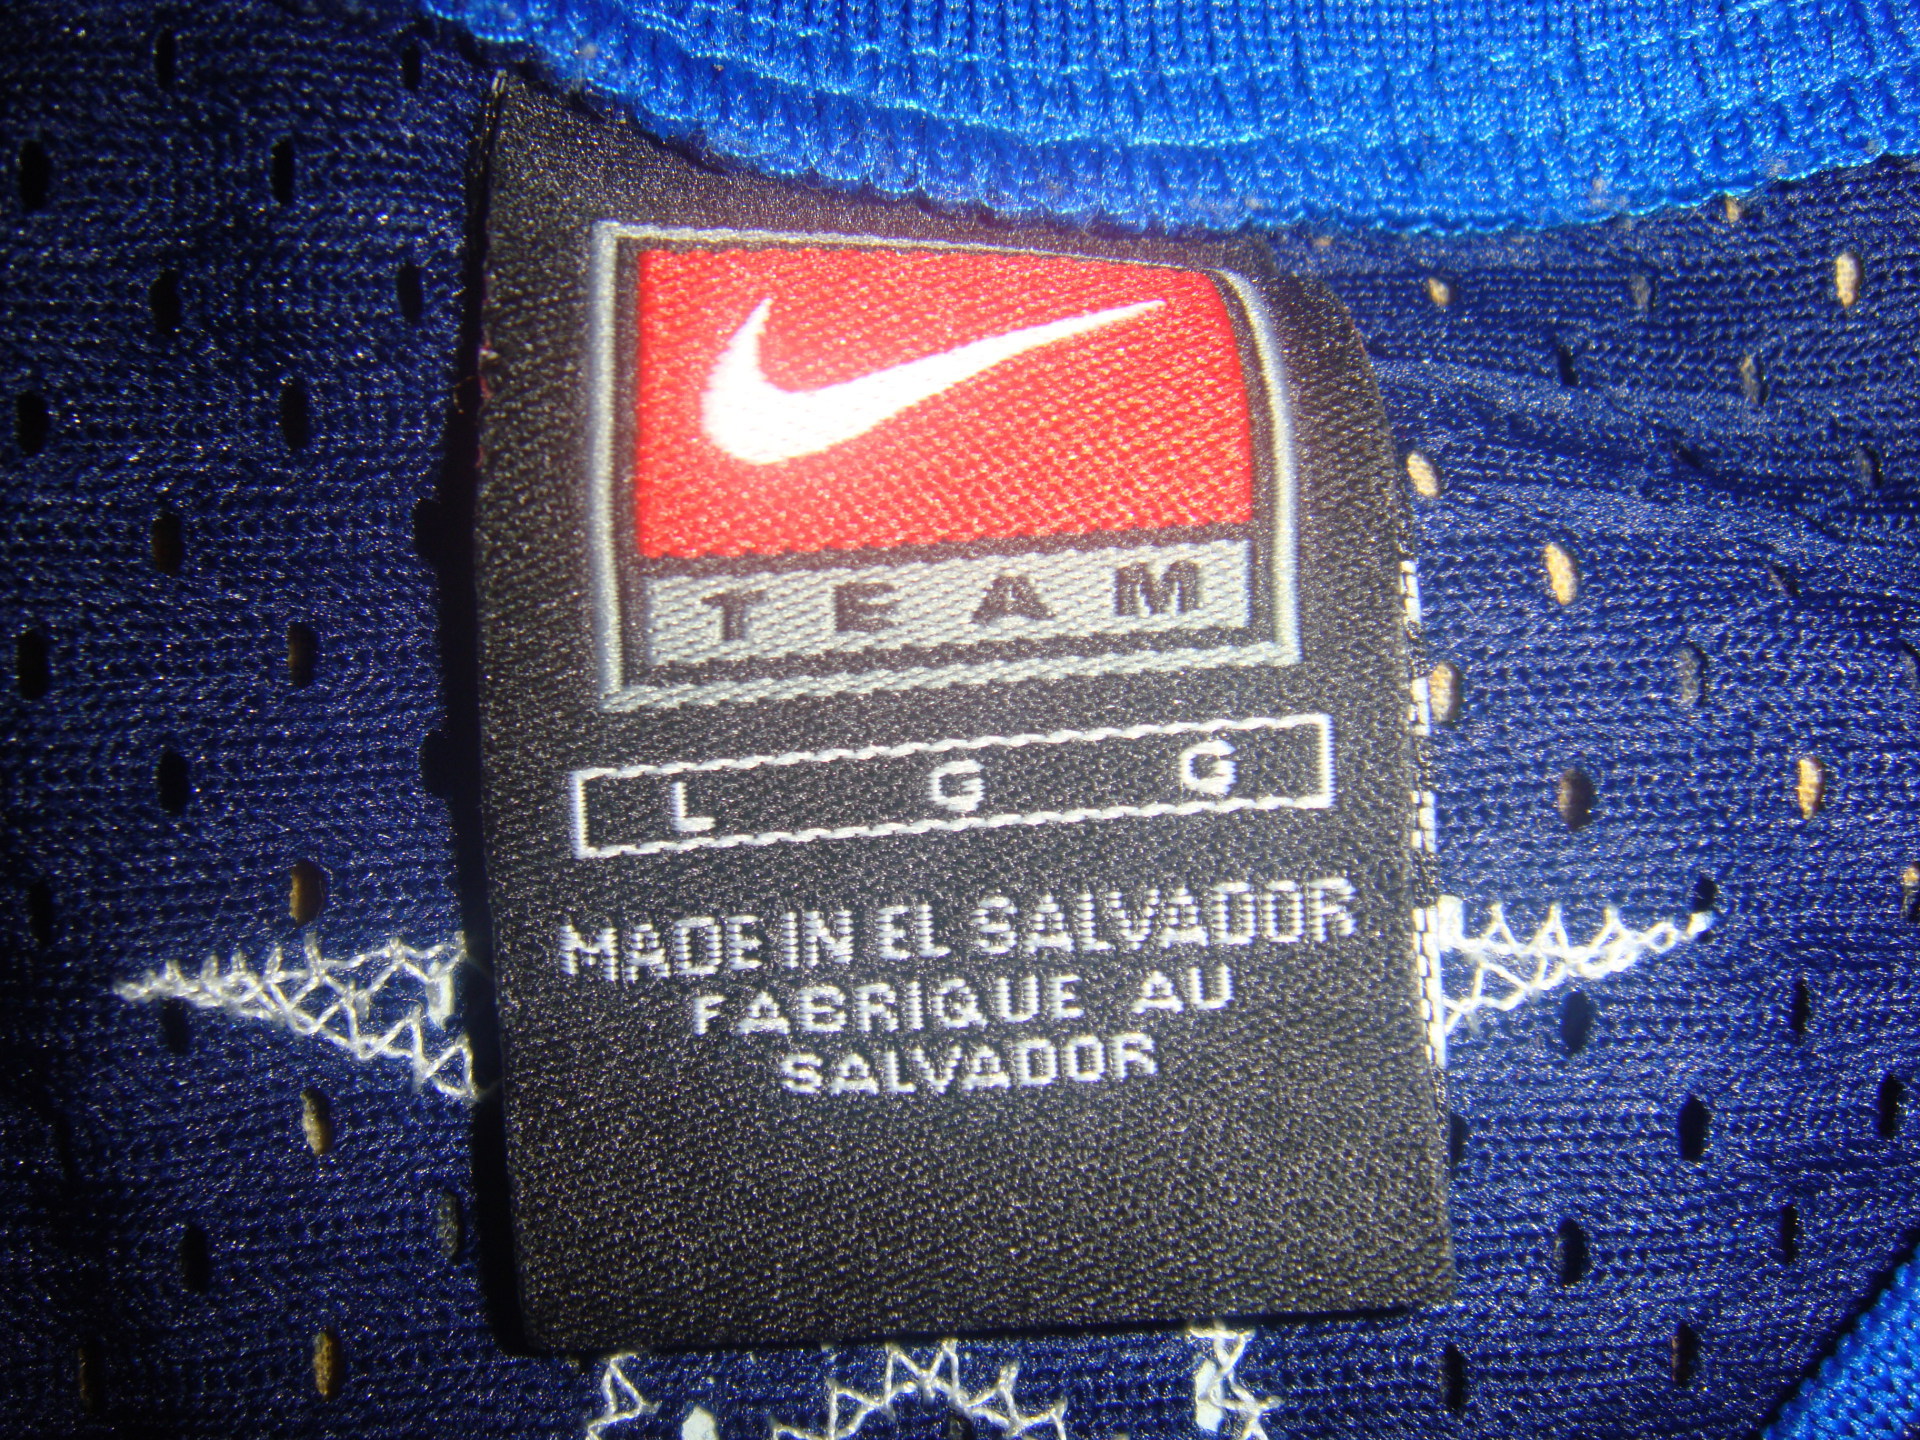 TEAM
L G G
MADE IN EL SALVADOR
FABRIQUE AU
SALVADOR